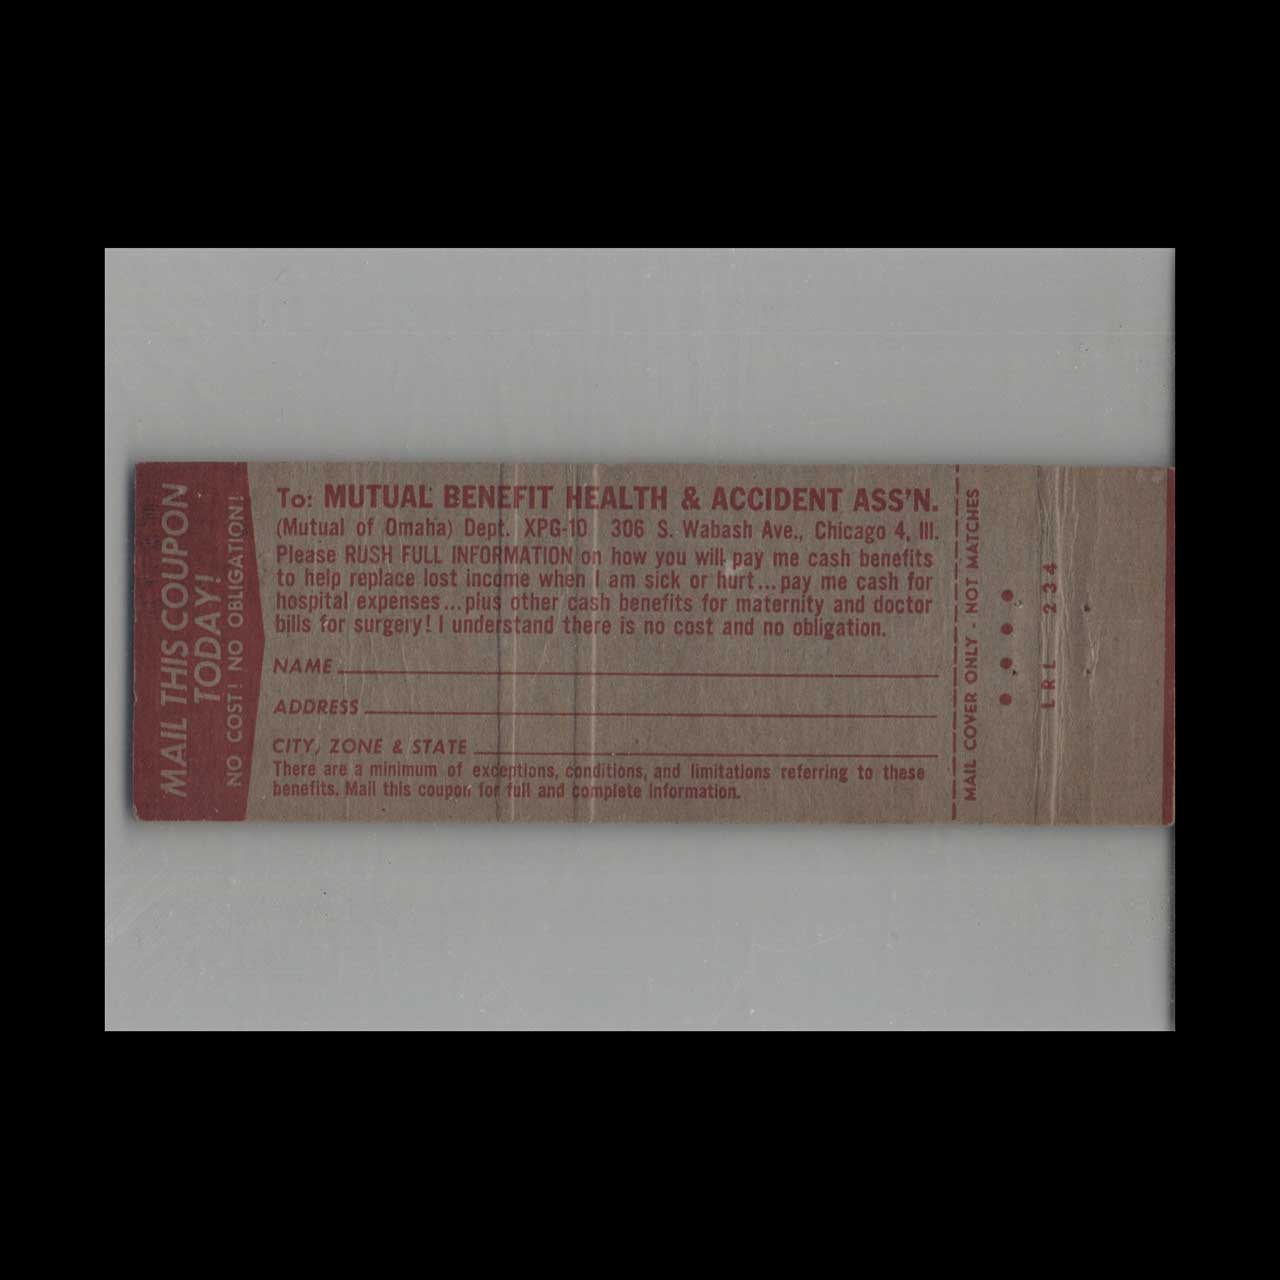 MAIL THIS COUPON
TODAY!
NO COST! NO OBLIGATION!
To: MUTUAL BENEFIT HEALTH & ACCIDENT ASS'N.
(Mutual of Omaha) Dept. XPG-10 306 S. Wabash Ave., Chicago 4, Ill.
Please RUSH FULL INFORMATION on how you will pay me cash benefits
to help replace lost income when I am sick or hurt...pay me cash for
hospital expenses...plus other cash benefits for maternity and doctor
bills for surgery! I understand there is no cost and no obligation.
NAME
ADDRESS
CITY, ZONE & STATE
There are a minimum of exceptions, conditions, and limitations referring to these
benefits. Mail this coupon for full and complete information.
MAIL COVER ONLY - NOT MATCHES
LRL 234